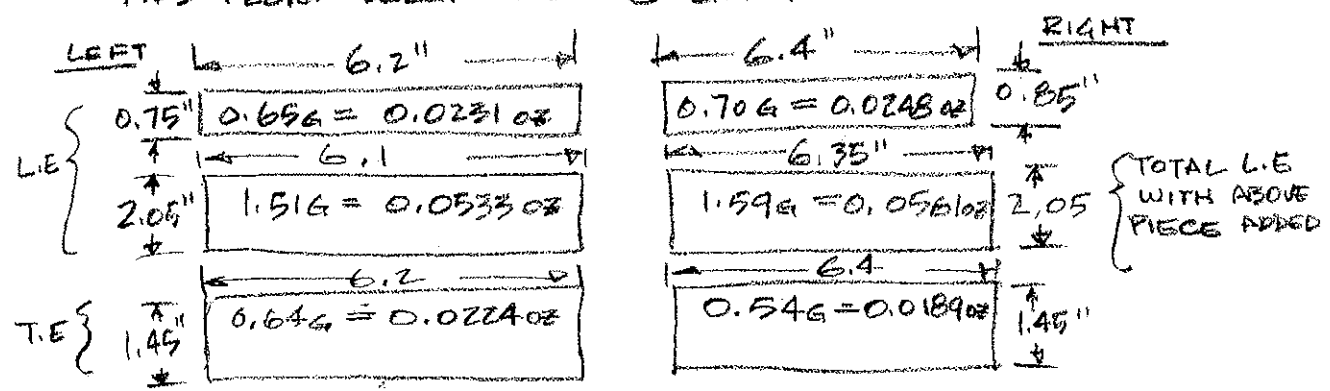 LEFT 6.2" 6.4" RIGHT
0.75" 0.65G = 0.0231 oz 0.70G = 0.0248 oz 0.85"
L.E 6.1 6.35"
2.05" 1.51G = 0.0533 oz 1.59G = 0.0561 oz 2.05 TOTAL L.E
WITH ABOVE
PIECE ADDED
6.2 6.4
T.E 1.45" 0.64G = 0.0224 oz 0.54G = 0.0189 oz 1.45"